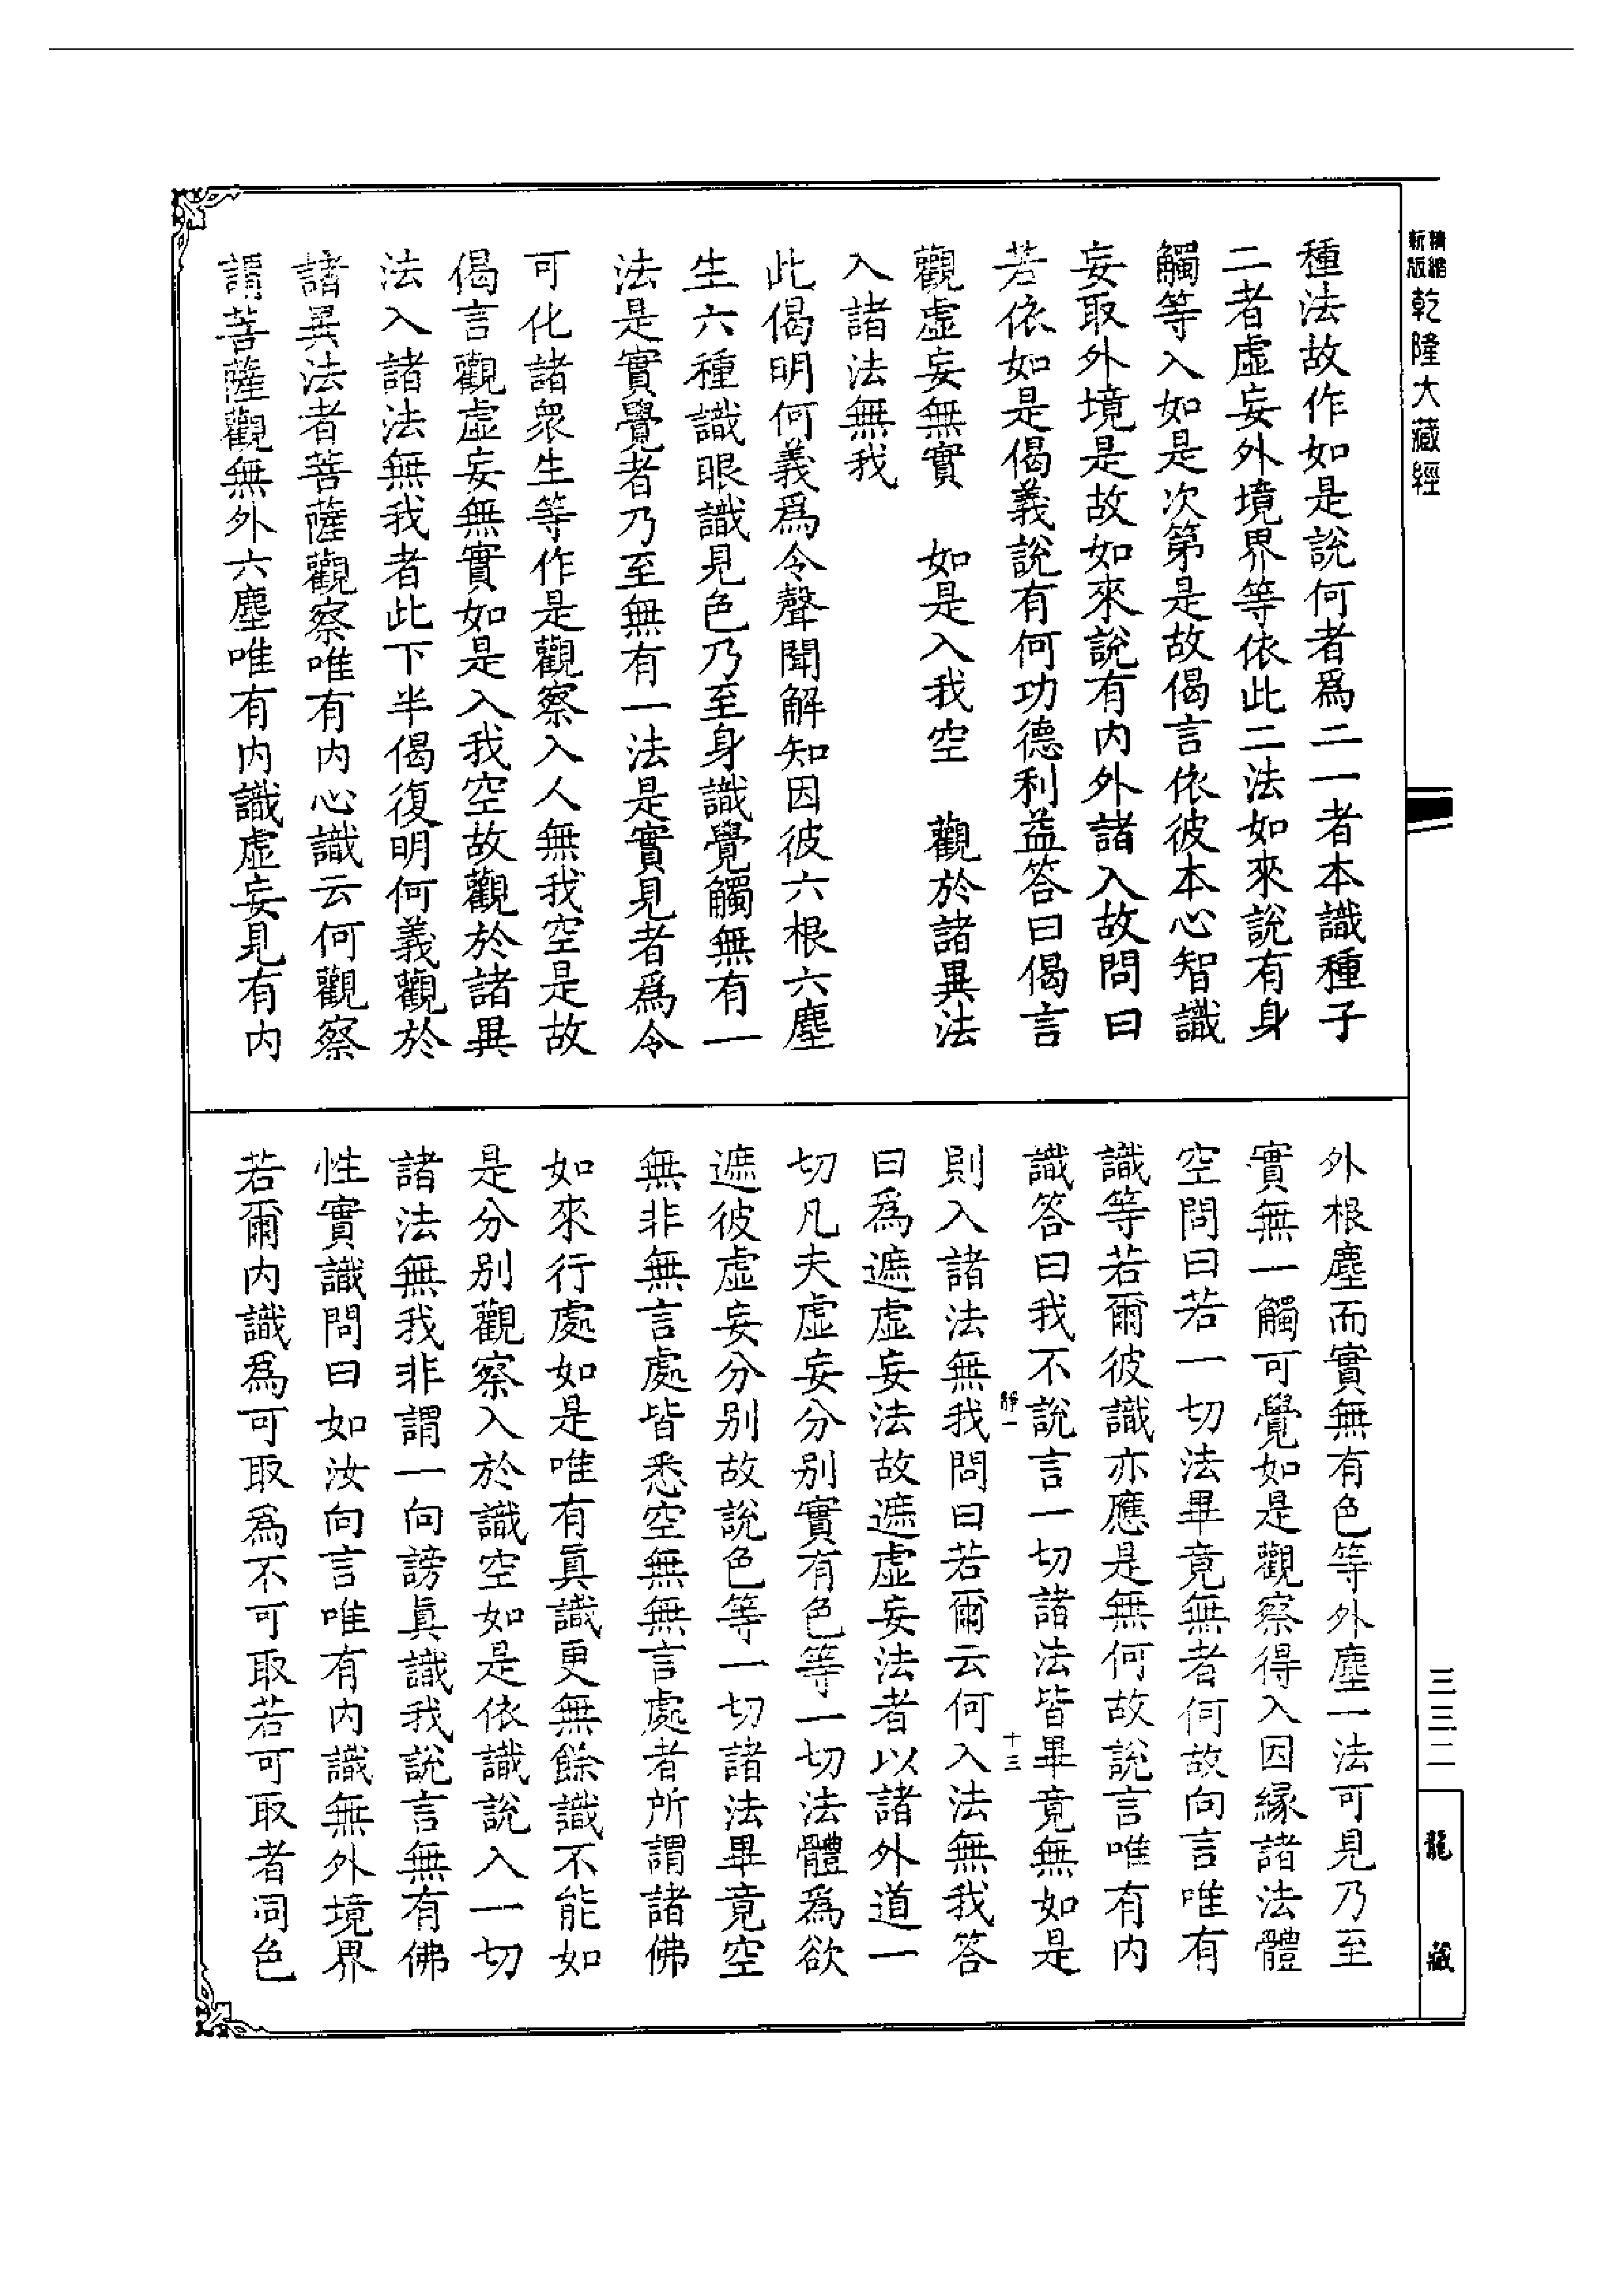 精縮新版乾隆大藏經
種法故作如是說何者爲二一者本識種子
二者虛妄外境界等依此二法如來說有身
觸等入如是次第是故偈言依彼本心智識
妄取外境是故如來說有內外諸入故問曰
若依如是偈義說有何功德利益答曰偈言
觀虛妄無實　如是入我空　觀於諸異法
入諸法無我
此偈明何義爲令聲聞解知因彼六根六塵
生六種識眼識見色乃至身識覺觸無有一
法是實覺者乃至無有一法是實見者爲令
可化諸衆生等作是觀察入人無我空是故
偈言觀虛妄無實如是入我空故觀於諸異
法入諸法無我者此下半偈復明何義觀於
諸異法者菩薩觀察唯有內心識云何觀察
謂菩薩觀無外六塵唯有內識虛妄見有內
外根塵而實無有色等外塵一法可見乃至
實無一觸可覺如是觀察得入因緣諸法體
空問曰若一切法畢竟無者何故向言唯有
識等若爾彼識亦應是無何故說言唯有內
識答曰我不說言一切諸法皆畢竟無如是
靜一　十三
則入諸法無我問曰若爾云何入法無我答
曰爲遮虛妄法故遮虛妄法者以諸外道一
切凡夫虛妄分別實有色等一切法體爲欲
遮彼虛妄分別故說色等一切諸法畢竟空
無非無言處皆悉空無無言處者所謂諸佛
如來行處如是唯有眞識更無餘識不能如
是分別觀察入於識空如是依識說入一切
諸法無我非謂一向謗眞識我說言無有佛
性實識問曰如汝向言唯有內識無外境界
若爾內識爲可取爲不可取若可取者同色
三三二
龍藏